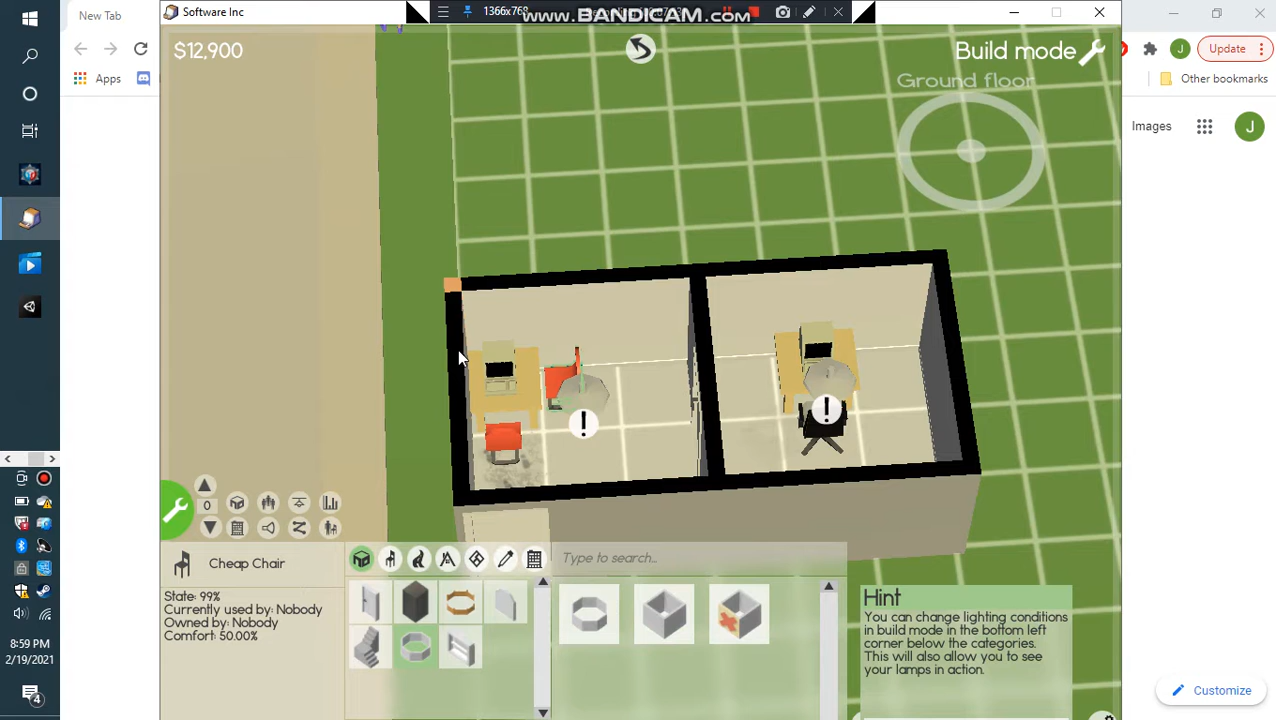 New Tab
Software Inc
1366x768
www.BANDICAM.com
Update
Apps
Other bookmarks
Images
J
J
$12,900
Build mode
Ground floor
!
!
0
Cheap Chair
Type to search...
State: 99%
Currently used by: Nobody
Owned by: Nobody
Comfort: 50.00%
Hint
You can change lighting conditions
in build mode in the bottom left
corner below the categories.
This will also allow you to see
your lamps in action.
8:59 PM
2/19/2021
4
Customize